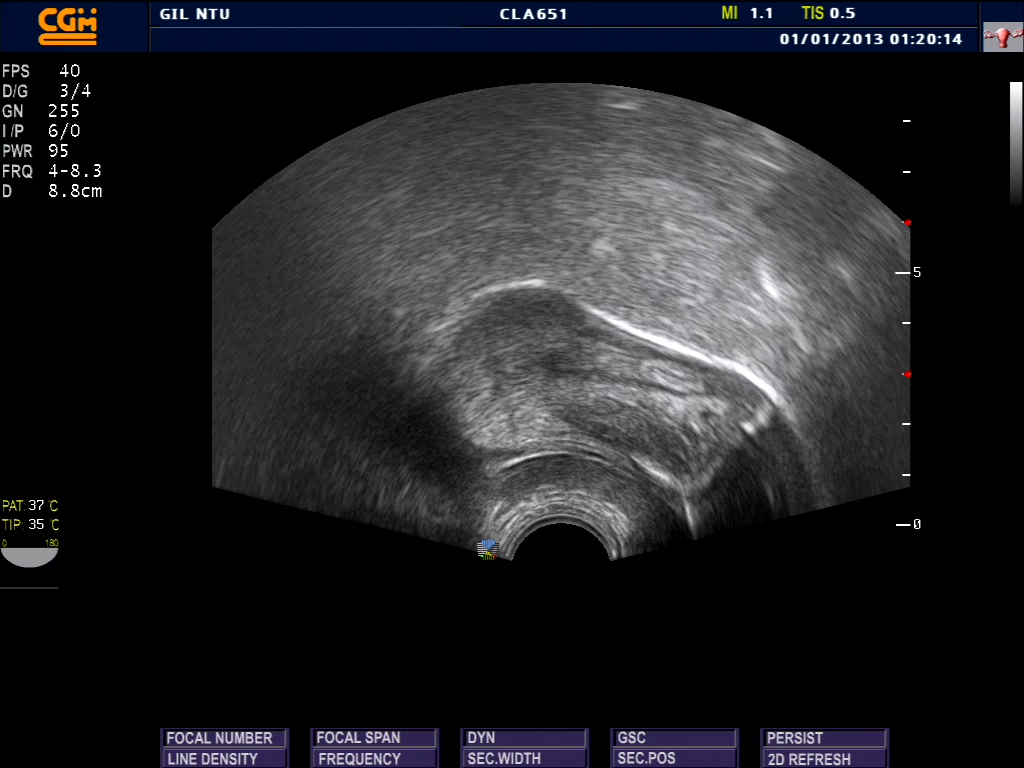 CGM
GIL NTU
CLA651
MI 1.1 TIS 0.5
01/01/2013 01:20:14
FPS 40
D/G 3/4
GN 255
I/P 6/0
PWR 95
FRQ 4-8.3
D 8.8cm
5
PAT: 37 °C
TIP: 35 °C
0 180
0
FOCAL NUMBER
LINE DENSITY
FOCAL SPAN
FREQUENCY
DYN
SEC.WIDTH
GSC
SEC.POS
PERSIST
2D REFRESH